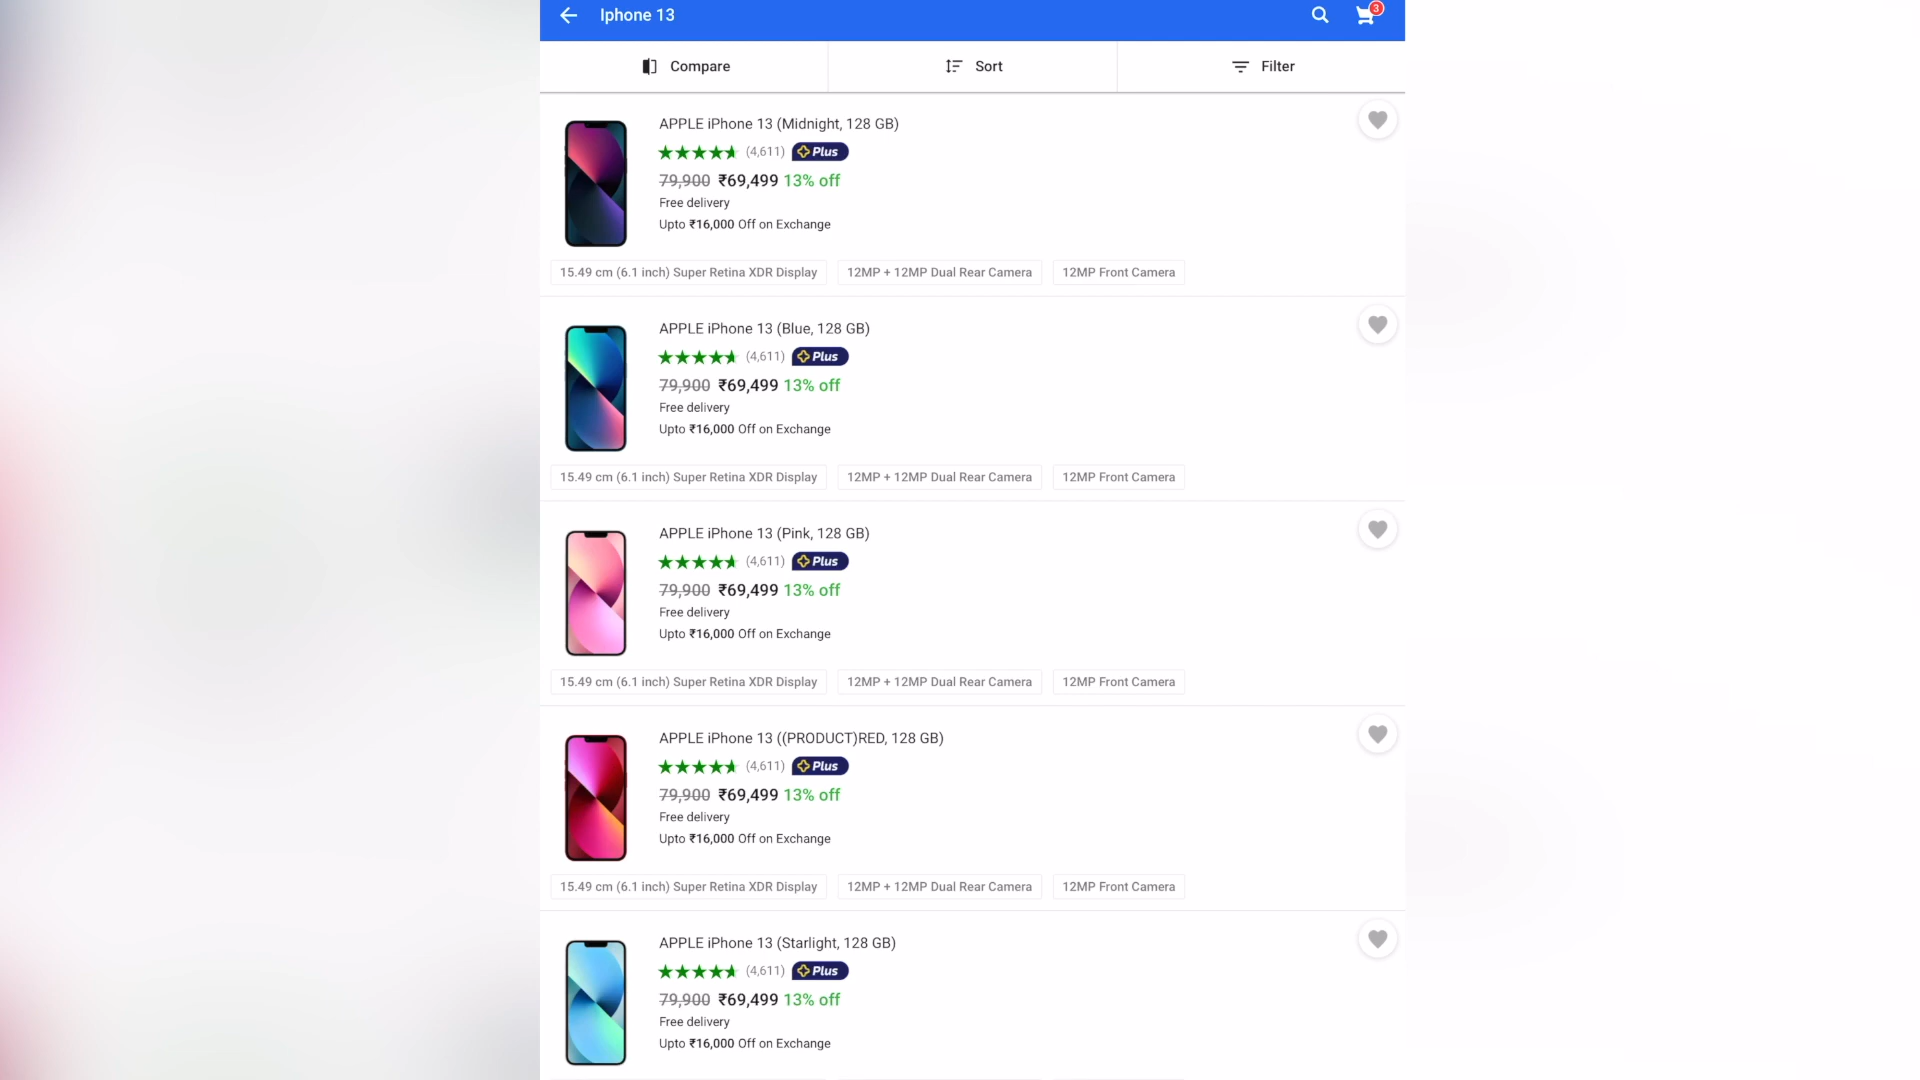 Iphone 13
3
Compare
Sort
Filter
APPLE iPhone 13 (Midnight, 128 GB)
(4,611) Plus
79,900 ₹69,499 13% off
Free delivery
Upto ₹16,000 Off on Exchange
15.49 cm (6.1 inch) Super Retina XDR Display
12MP + 12MP Dual Rear Camera
12MP Front Camera
APPLE iPhone 13 (Blue, 128 GB)
(4,611) Plus
79,900 ₹69,499 13% off
Free delivery
Upto ₹16,000 Off on Exchange
15.49 cm (6.1 inch) Super Retina XDR Display
12MP + 12MP Dual Rear Camera
12MP Front Camera
APPLE iPhone 13 (Pink, 128 GB)
(4,611) Plus
79,900 ₹69,499 13% off
Free delivery
Upto ₹16,000 Off on Exchange
15.49 cm (6.1 inch) Super Retina XDR Display
12MP + 12MP Dual Rear Camera
12MP Front Camera
APPLE iPhone 13 ((PRODUCT)RED, 128 GB)
(4,611) Plus
79,900 ₹69,499 13% off
Free delivery
Upto ₹16,000 Off on Exchange
15.49 cm (6.1 inch) Super Retina XDR Display
12MP + 12MP Dual Rear Camera
12MP Front Camera
APPLE iPhone 13 (Starlight, 128 GB)
(4,611) Plus
79,900 ₹69,499 13% off
Free delivery
Upto ₹16,000 Off on Exchange